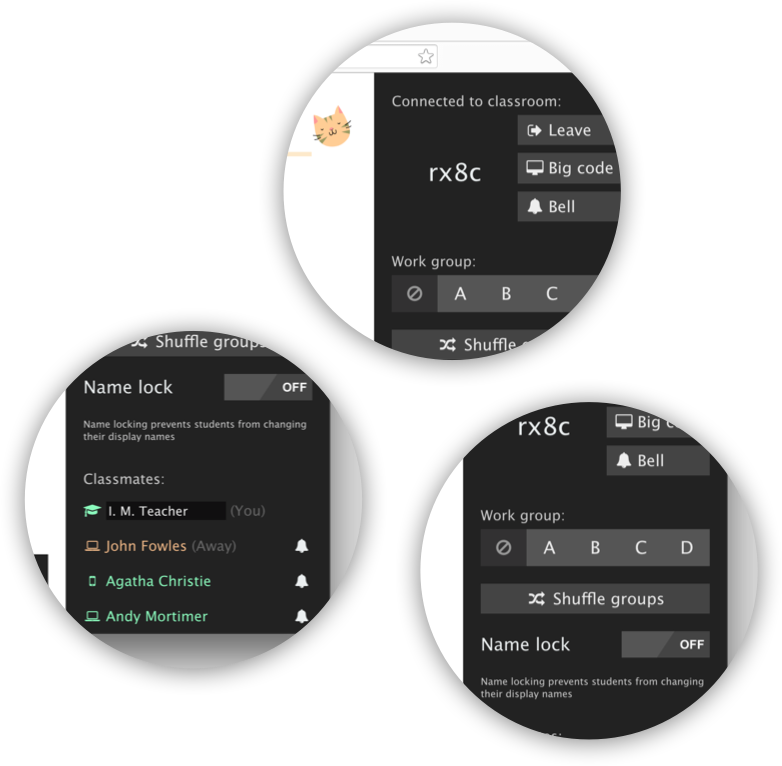 Connected to classroom:
Leave
rx8c
Big code
Bell
Work group:
A B C
Shuffle
Shuffle groups
Name lock OFF
Name locking prevents students from changing
their display names
Classmates:
I. M. Teacher (You)
John Fowles (Away)
Agatha Christie
Andy Mortimer
rx8c
Big
Bell
Work group:
A B C D
Shuffle groups
Name lock OFF
Name locking prevents students from changing
their display names